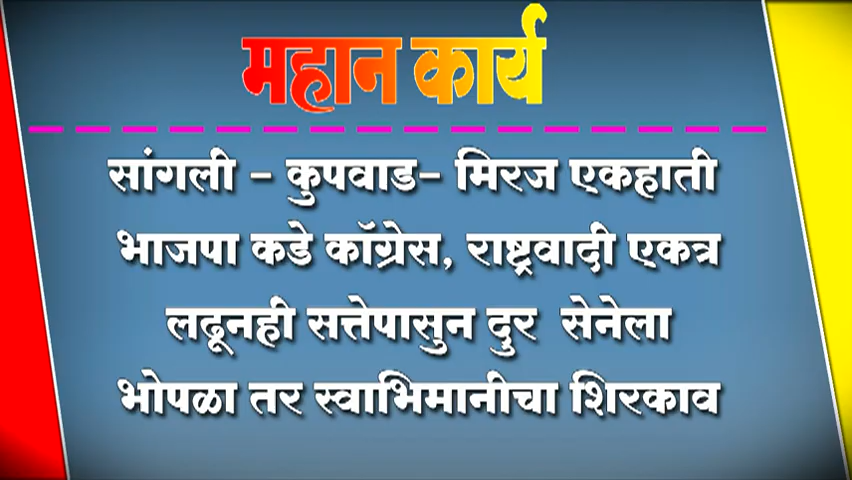 महान कार्य
सांगली - कुपवाड- मिरज एकहाती
भाजपा कडे कॉग्रेस, राष्ट्रवादी एकत्र
लढूनही सत्तेपासुन दुर सेनेला
भोपळा तर स्वाभिमानीचा शिरकाव